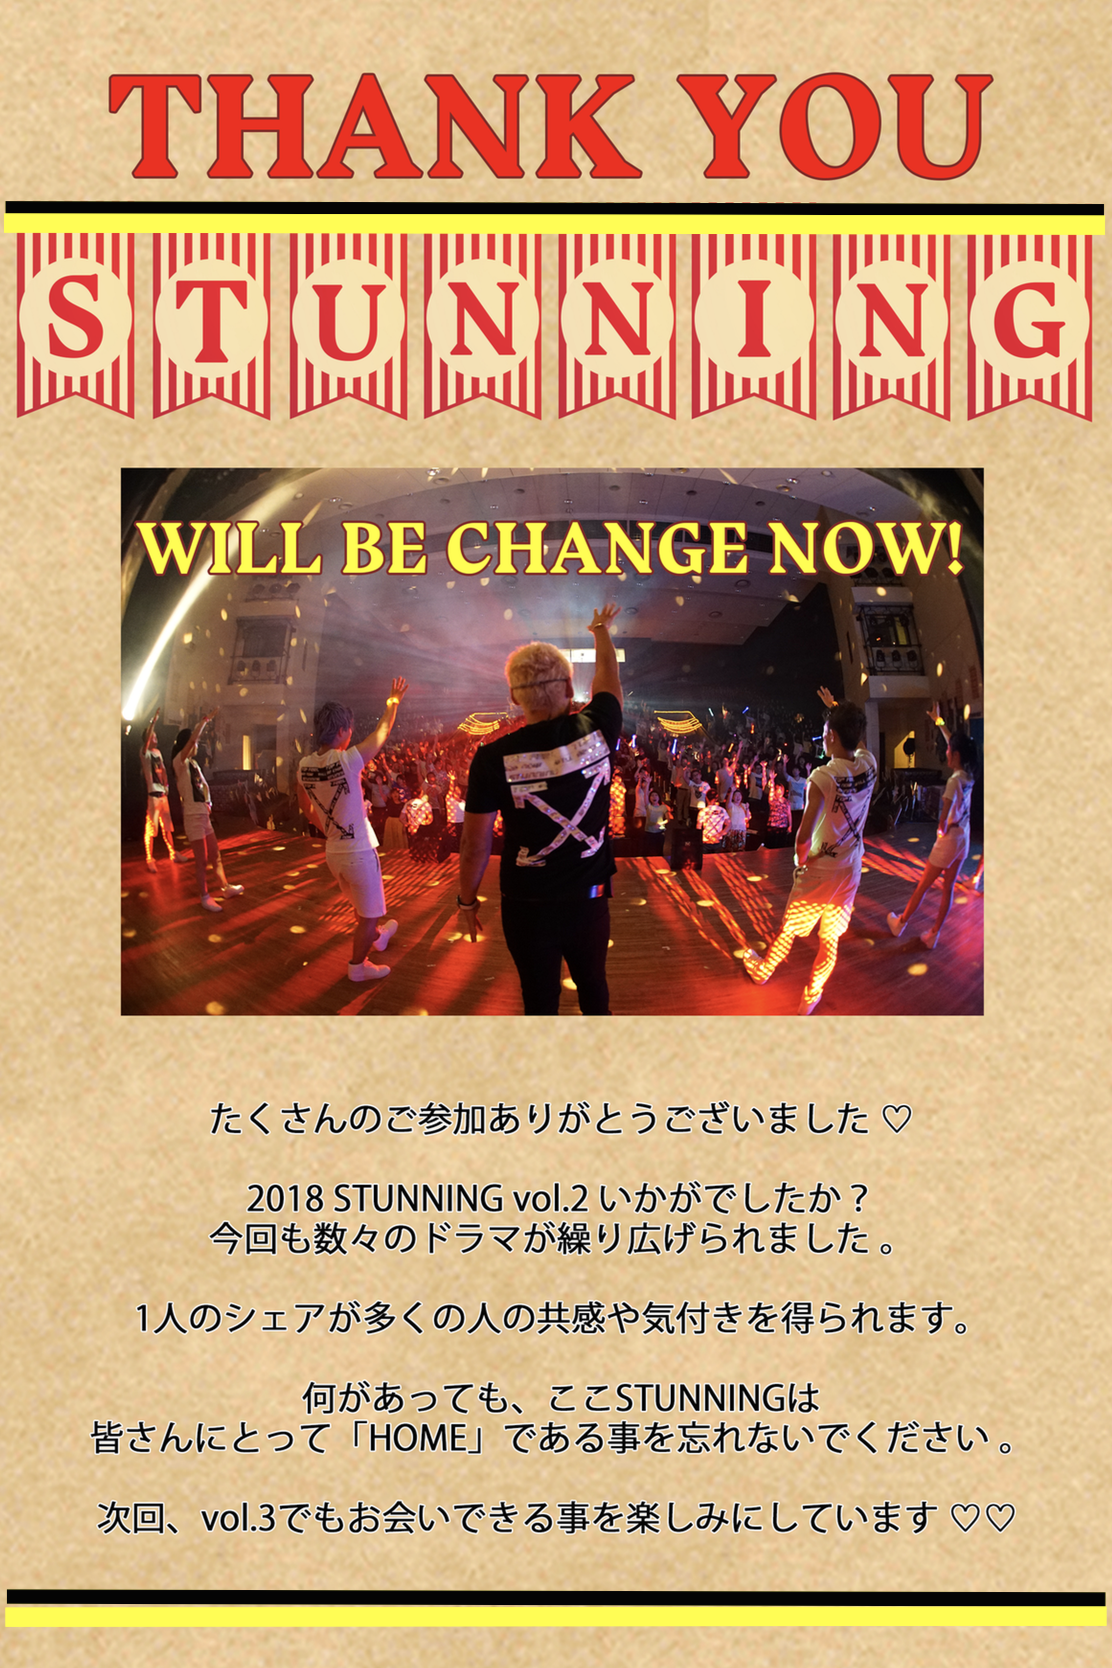 THANK YOU
STUNNING
WILL BE CHANGE NOW!
たくさんのご参加ありがとうございました ♡
2018 STUNNING vol.2 いかがでしたか？
今回も数々のドラマが繰り広げられました 。
1人のシェアが多くの人の共感や気付きを得られます。
何があっても、ここSTUNNINGは
皆さんにとって「HOME」である事を忘れないでください 。
次回、vol.3でもお会いできる事を楽しみにしています ♡♡